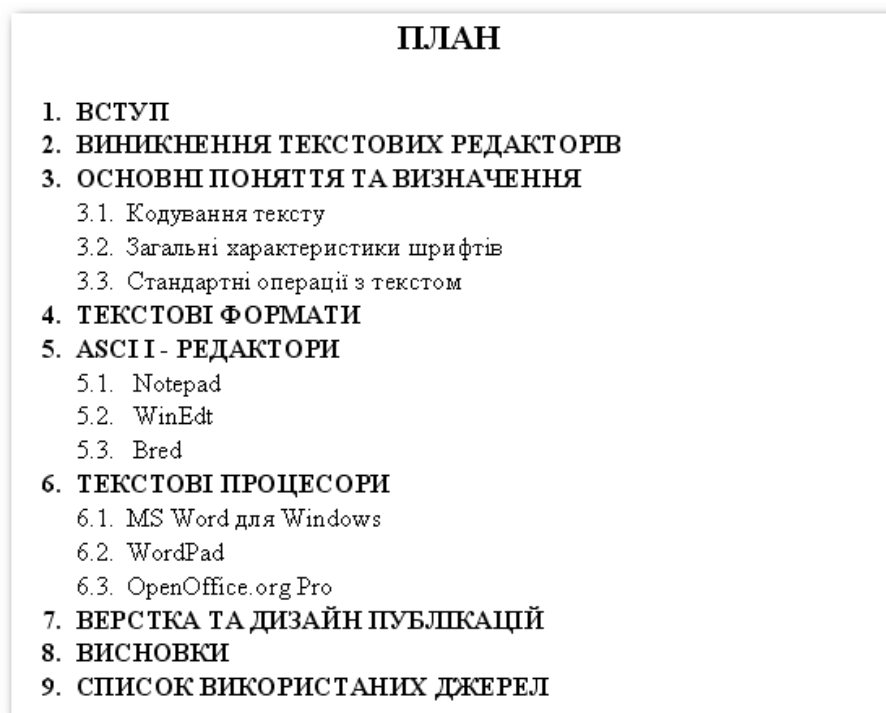 ПЛАН
1. ВСТУП
2. ВИНИКНЕННЯ ТЕКСТОВИХ РЕДАКТОРІВ
3. ОСНОВНІ ПОНЯТТЯ ТА ВИЗНАЧЕННЯ
3.1. Кодування тексту
3.2. Загальні характеристики шрифтів
3.3. Стандартні операції з текстом
4. ТЕКСТОВІ ФОРМАТИ
5. ASCI I - РЕДАКТОРИ
5.1. Notepad
5.2. WinEdt
5.3. Bred
6. ТЕКСТОВІ ПРОЦЕСОРИ
6.1. MS Word для Windows
6.2. WordPad
6.3. OpenOffice.org Pro
7. ВЕРСТКА ТА ДИЗАЙН ПУБЛІКАЦІЙ
8. ВИСНОВКИ
9. СПИСОК ВИКОРИСТАНИХ ДЖЕРЕЛ